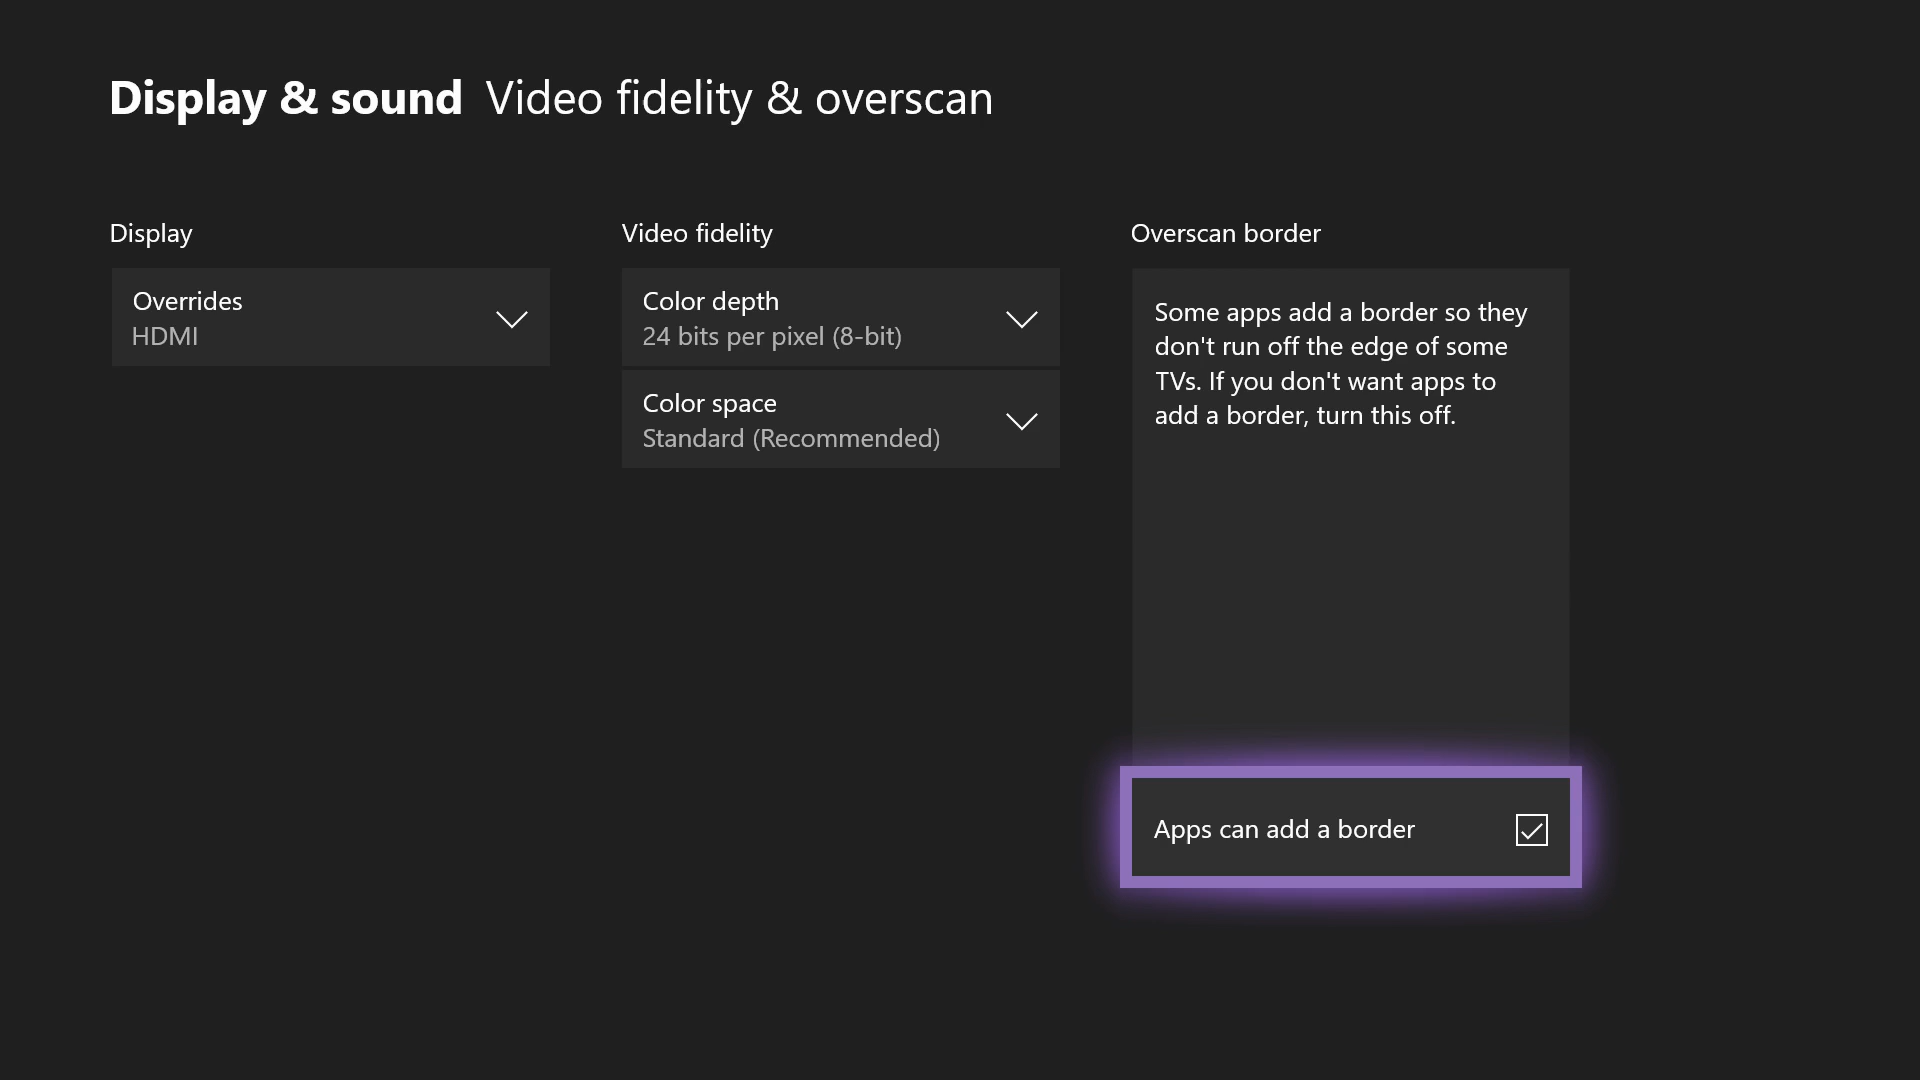 Display & sound Video fidelity & overscan
Display
Overrides
HDMI
Video fidelity
Color depth
24 bits per pixel (8-bit)
Color space
Standard (Recommended)
Overscan border
Some apps add a border so they
don't run off the edge of some
TVs. If you don't want apps to
add a border, turn this off.
Apps can add a border